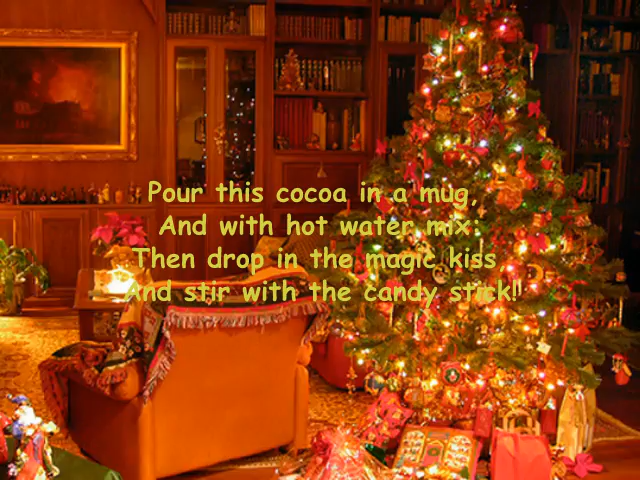 Pour this cocoa in a mug,
And with hot water mix:
Then drop in the magic kiss,
And stir with the candy stick!